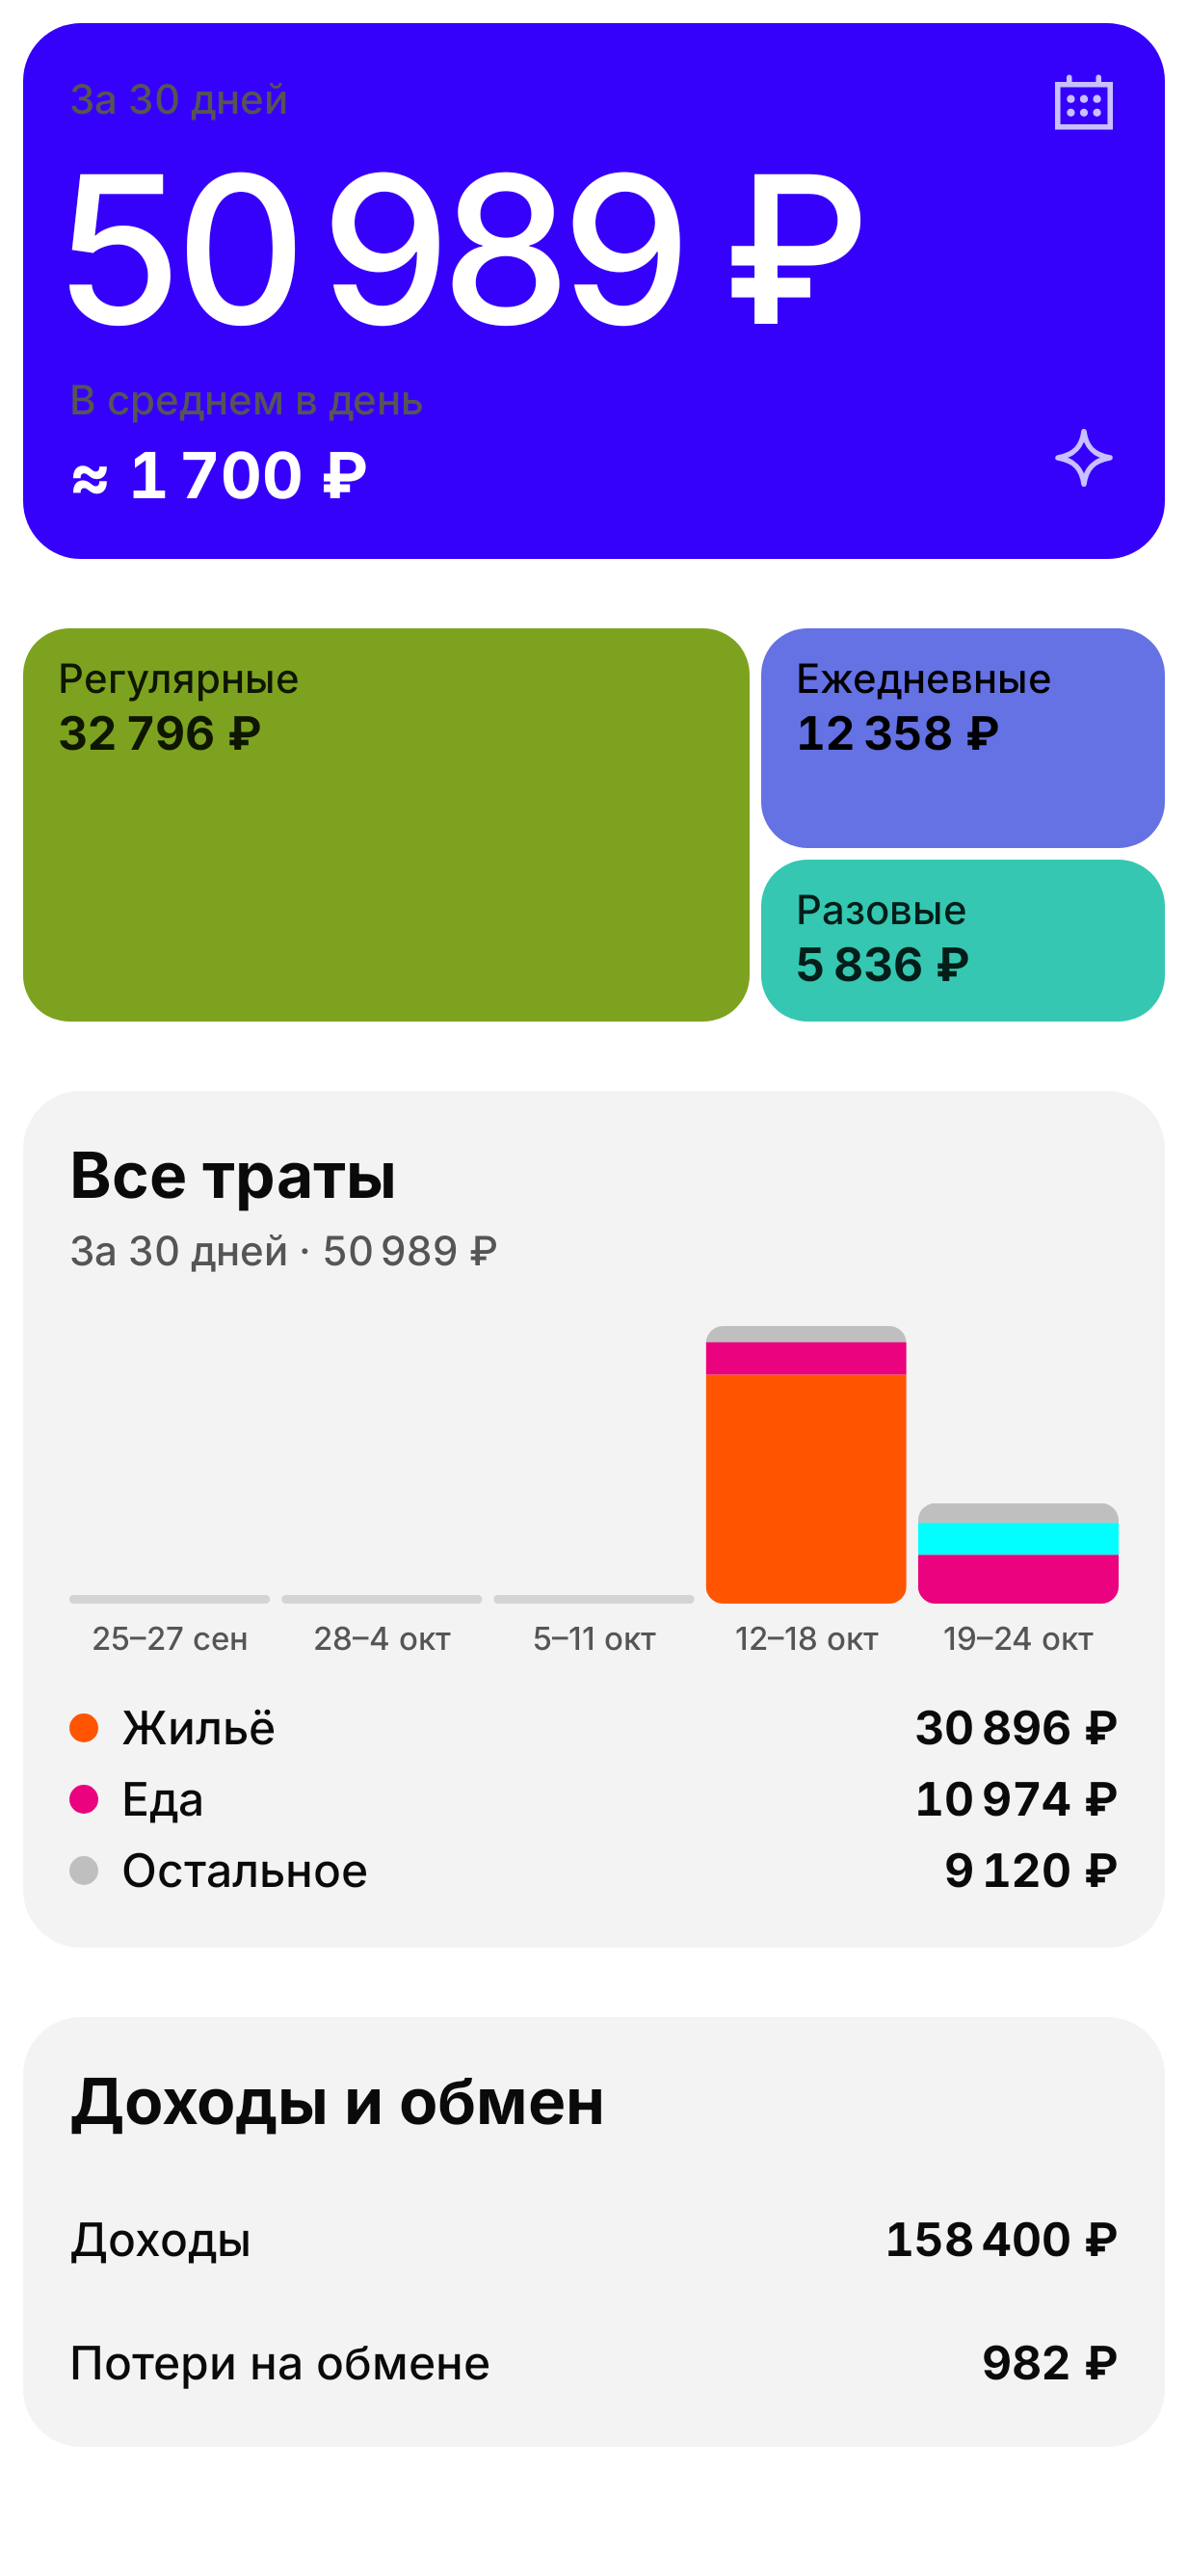 За 30 дней
50 989 ₽
В среднем в день
≈ 1 700 ₽
Регулярные
32 796 ₽
Ежедневные
12 358 ₽
Разовые
5 836 ₽
Все траты
За 30 дней · 50 989 ₽
25–27 сен
28–4 окт
5–11 окт
12–18 окт
19–24 окт
Жильё 30 896 ₽
Еда 10 974 ₽
Остальное 9 120 ₽
Доходы и обмен
Доходы 158 400 ₽
Потери на обмене 982 ₽